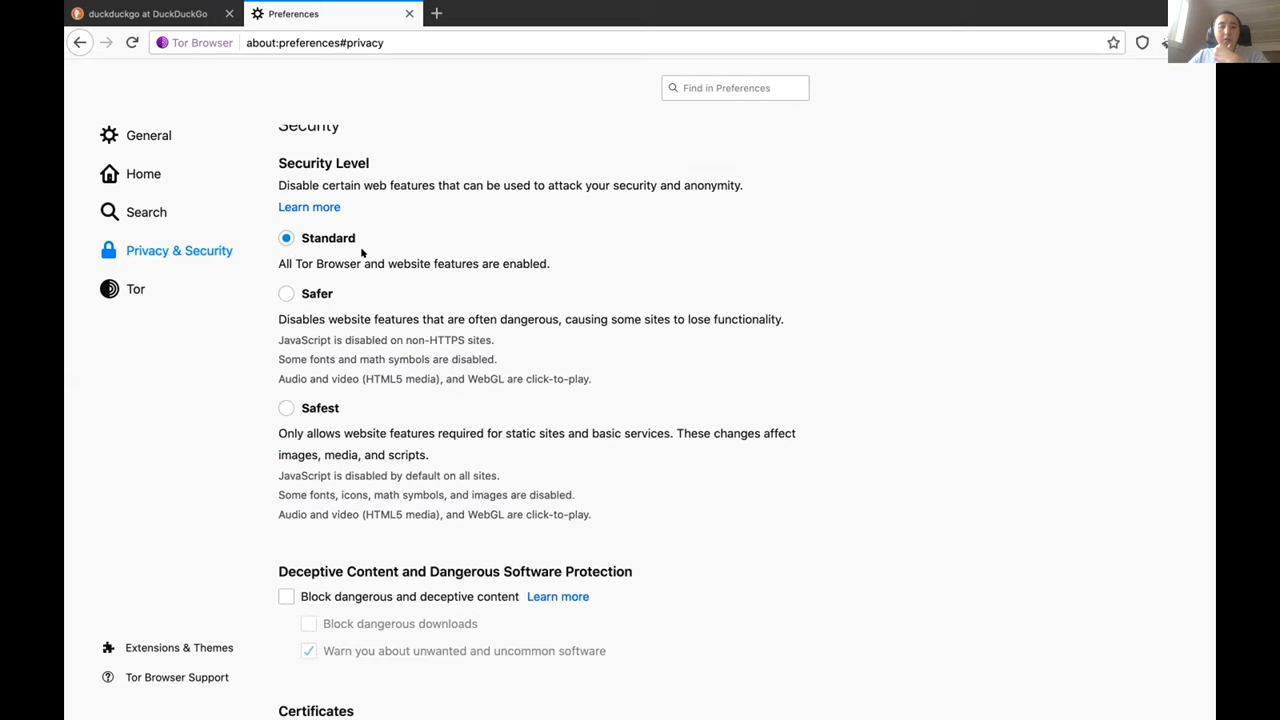 duckduckgo at DuckDuckGo
Preferences
Tor Browser
about:preferences#privacy
Find in Preferences
General
Home
Search
Privacy & Security
Tor
Extensions & Themes
Tor Browser Support
Security
Security Level
Disable certain web features that can be used to attack your security and anonymity.
Learn more
Standard
All Tor Browser and website features are enabled.
Safer
Disables website features that are often dangerous, causing some sites to lose functionality.
JavaScript is disabled on non-HTTPS sites.
Some fonts and math symbols are disabled.
Audio and video (HTML5 media), and WebGL are click-to-play.
Safest
Only allows website features required for static sites and basic services. These changes affect
images, media, and scripts.
JavaScript is disabled by default on all sites.
Some fonts, icons, math symbols, and images are disabled.
Audio and video (HTML5 media), and WebGL are click-to-play.
Deceptive Content and Dangerous Software Protection
Block dangerous and deceptive content Learn more
Block dangerous downloads
Warn you about unwanted and uncommon software
Certificates